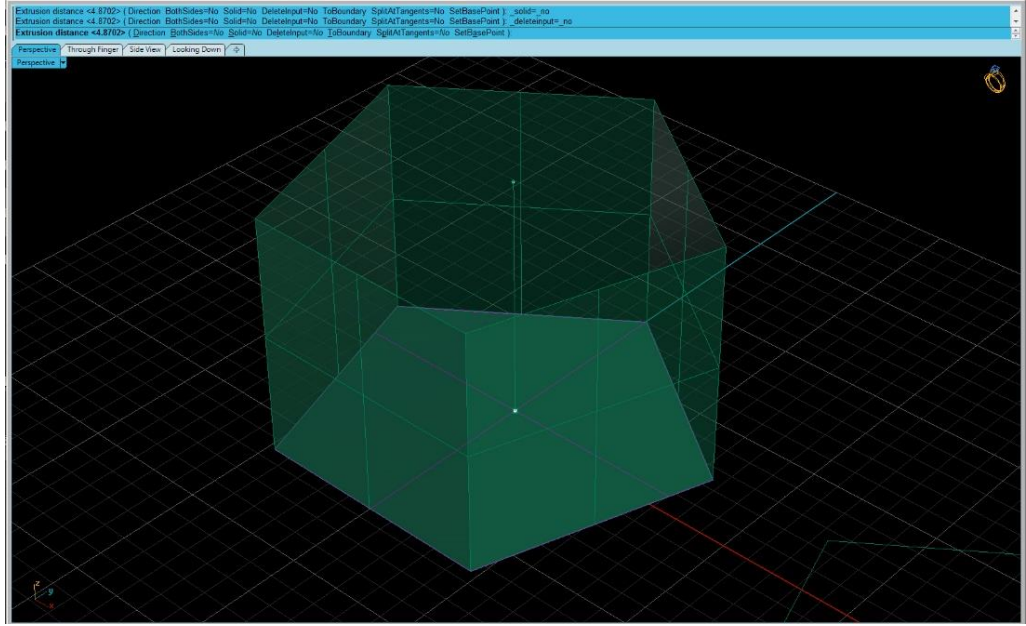 Extrusion distance <4.8702> ( Direction BothSides=No Solid=No DeleteInput=No ToBoundary SplitAtTangents=No SetBasePoint ): _solid=_no
Extrusion distance <4.8702> ( Direction BothSides=No Solid=No DeleteInput=No ToBoundary SplitAtTangents=No SetBasePoint ): _deleteinput=_no
Extrusion distance <4.8702> ( Direction BothSides=No Solid=No DeleteInput=No ToBoundary SplitAtTangents=No SetBasePoint ):
Perspective Through Finger Side View Looking Down
Perspective
z
y
x